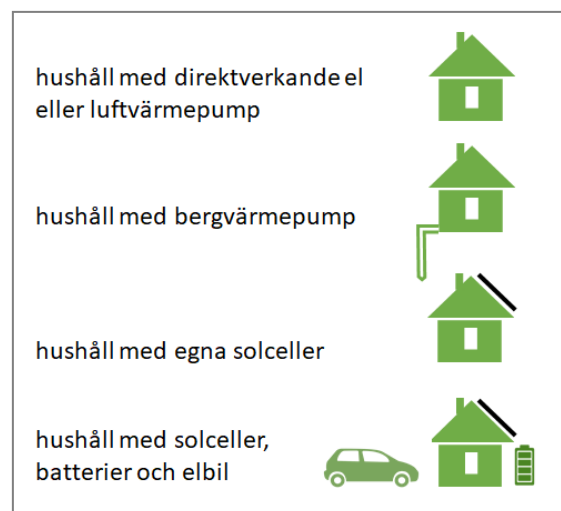 hushåll med direktverkande el
eller luftvärmepump
hushåll med bergvärmepump
hushåll med egna solceller
hushåll med solceller,
batterier och elbil